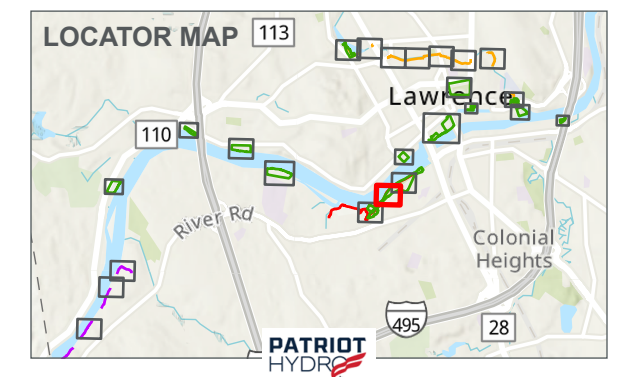 LOCATOR MAP
113
Lawrence
110
River Rd
Colonial
Heights
495
28
PATRIOT
HYDRO